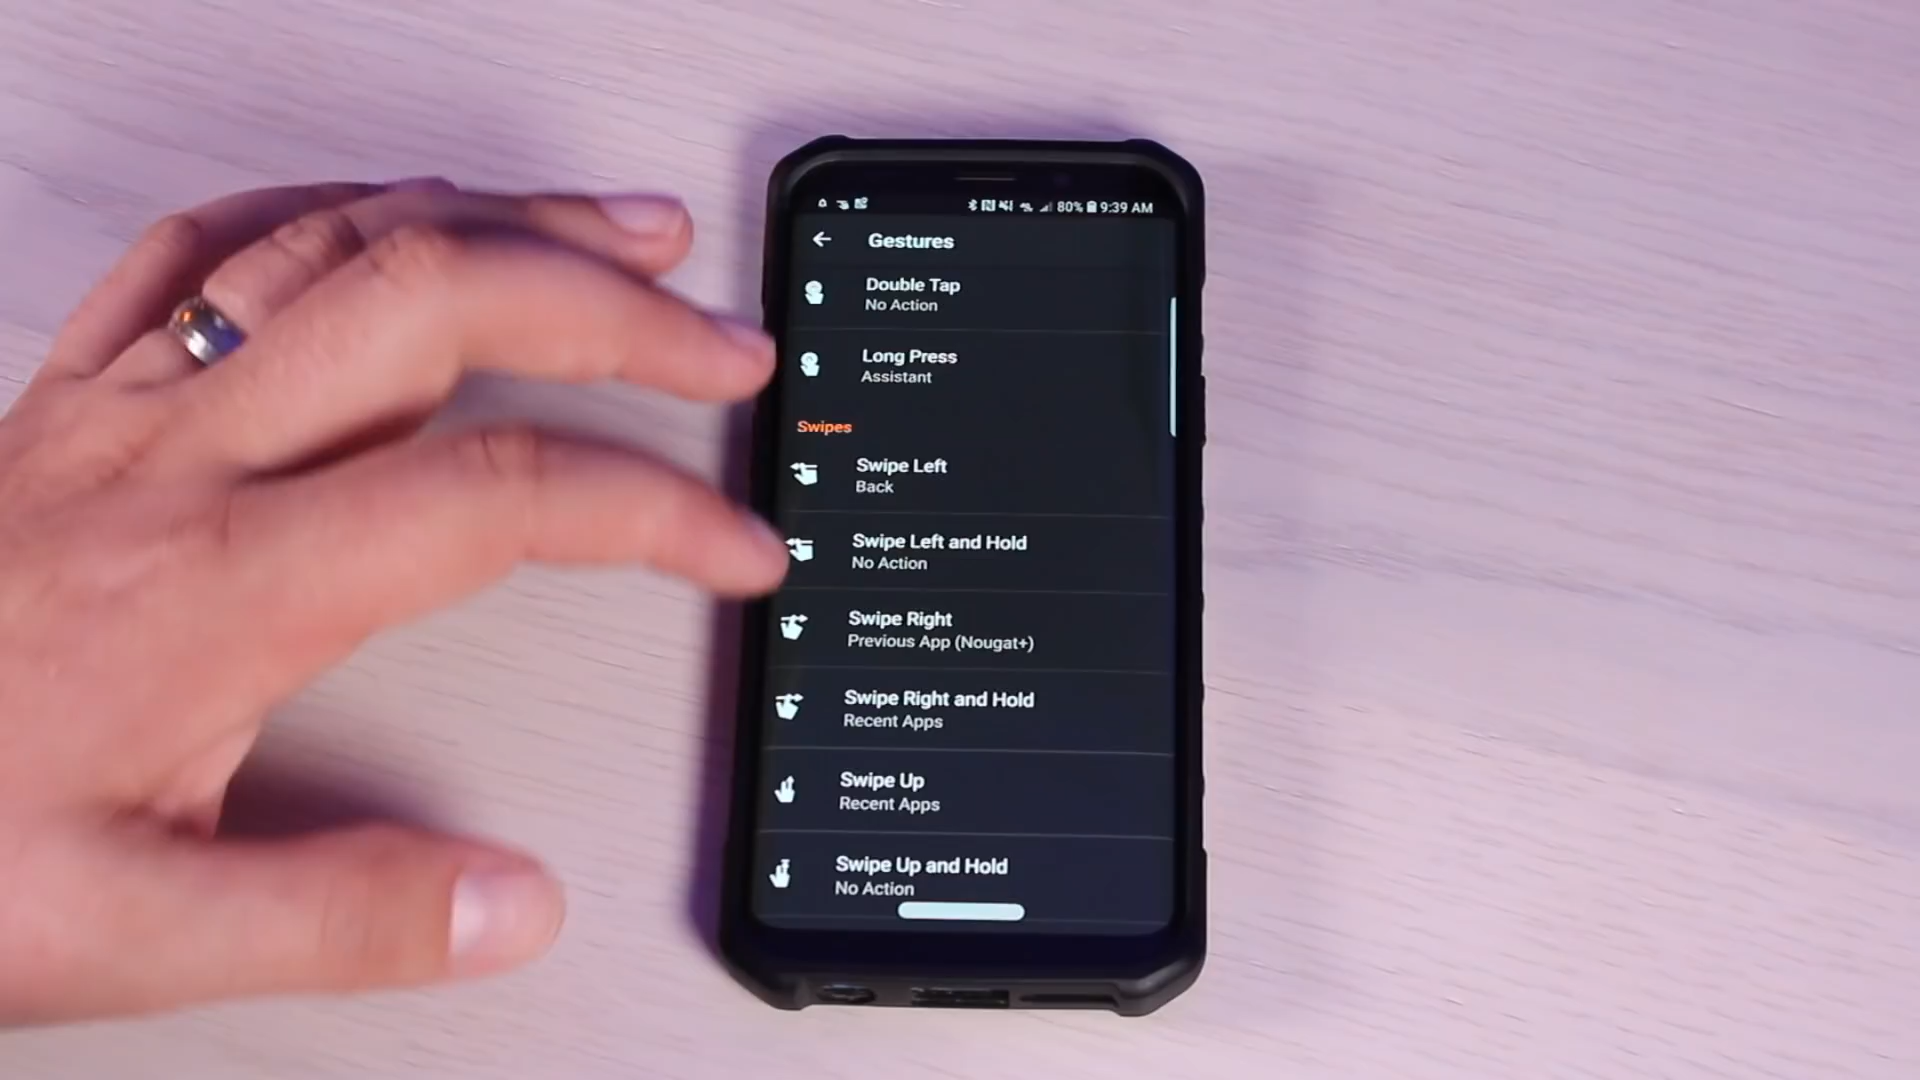 80% 9:39 AM
Gestures
Double Tap
No Action
Long Press
Assistant
Swipes
Swipe Left
Back
Swipe Left and Hold
No Action
Swipe Right
Previous App (Nougat+)
Swipe Right and Hold
Recent Apps
Swipe Up
Recent Apps
Swipe Up and Hold
No Action